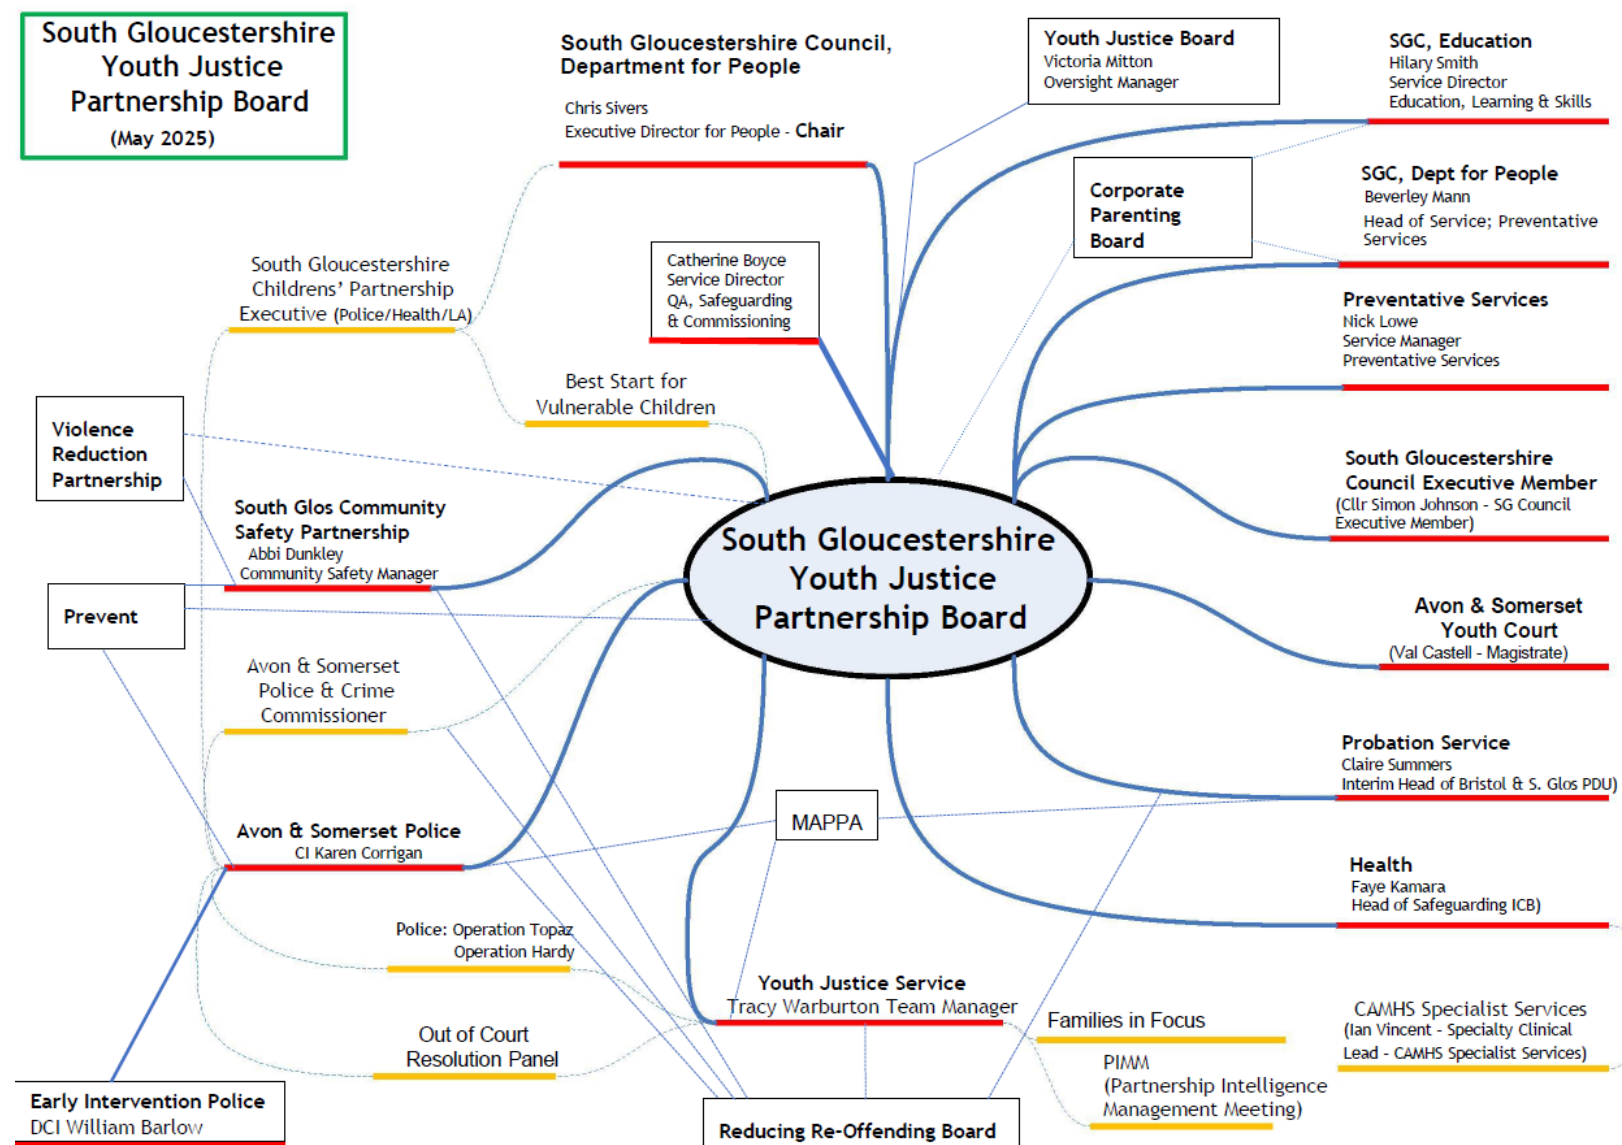 South Gloucestershire
Youth Justice
Partnership Board
(May 2025)
South Gloucestershire Council,
Department for People
Chris Sivers
Executive Director for People - Chair
Youth Justice Board
Victoria Mitton
Oversight Manager
SGC, Education
Hilary Smith
Service Director
Education, Learning & Skills
Corporate
Parenting
Board
SGC, Dept for People
Beverley Mann
Head of Service; Preventative
Services
South Gloucestershire
Childrens' Partnership
Executive (Police/Health/LA)
Catherine Boyce
Service Director
QA, Safeguarding
& Commissioning
Preventative Services
Nick Lowe
Service Manager
Preventative Services
Best Start for
Vulnerable Children
Violence
Reduction
Partnership
South Gloucestershire
Council Executive Member
(Cllr Simon Johnson - SG Council
Executive Member)
South Glos Community
Safety Partnership
Abbi Dunkley
Community Safety Manager
South Gloucestershire
Youth Justice
Partnership Board
Prevent
Avon & Somerset
Youth Court
(Val Castell - Magistrate)
Avon & Somerset
Police & Crime
Commissioner
Probation Service
Claire Summers
Interim Head of Bristol & S. Glos PDU)
MAPPA
Avon & Somerset Police
CI Karen Corrigan
Health
Faye Kamara
Head of Safeguarding ICB)
Police: Operation Topaz
Operation Hardy
Youth Justice Service
Tracy Warburton Team Manager
Families in Focus
CAMHS Specialist Services
(Ian Vincent - Specialty Clinical
Lead - CAMHS Specialist Services)
Out of Court
Resolution Panel
PIMM
(Partnership Intelligence
Management Meeting)
Early Intervention Police
DCI William Barlow
Reducing Re-Offending Board